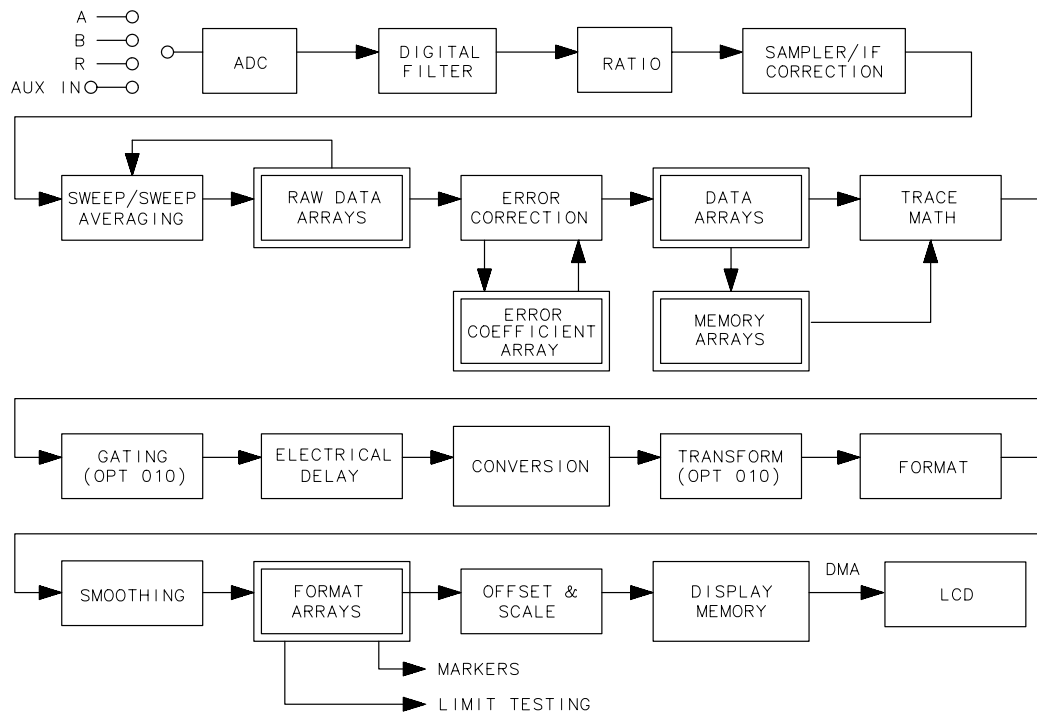 A
B
R
AUX IN
ADC
DIGITAL
FILTER
RATIO
SAMPLER/IF
CORRECTION
SWEEP/SWEEP
AVERAGING
RAW DATA
ARRAYS
ERROR
CORRECTION
DATA
ARRAYS
TRACE
MATH
ERROR
COEFFICIENT
ARRAY
MEMORY
ARRAYS
GATING
(OPT 010)
ELECTRICAL
DELAY
CONVERSION
TRANSFORM
(OPT 010)
FORMAT
SMOOTHING
FORMAT
ARRAYS
OFFSET &
SCALE
DISPLAY
MEMORY
DMA
LCD
MARKERS
LIMIT TESTING